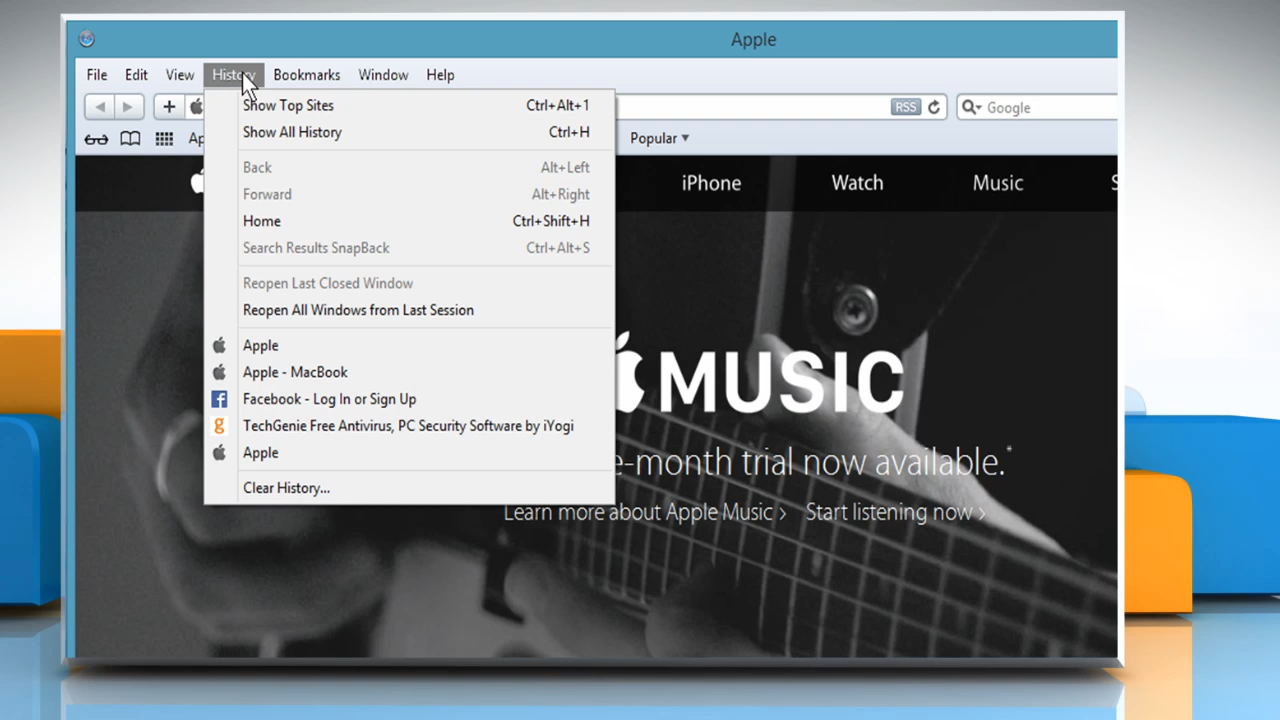 Apple
File Edit View History Bookmarks Window Help
RSS Google
Popular
Show Top Sites Ctrl+Alt+1
Show All History Ctrl+H
Back Alt+Left
Forward Alt+Right
Home Ctrl+Shift+H
Search Results SnapBack Ctrl+Alt+S
Reopen Last Closed Window
Reopen All Windows from Last Session
Apple
Apple - MacBook
Facebook - Log In or Sign Up
TechGenie Free Antivirus, PC Security Software by iYogi
Apple
Clear History...
iPhone Watch Music
MUSIC
e-month trial now available.*
Learn more about Apple Music › Start listening now ›